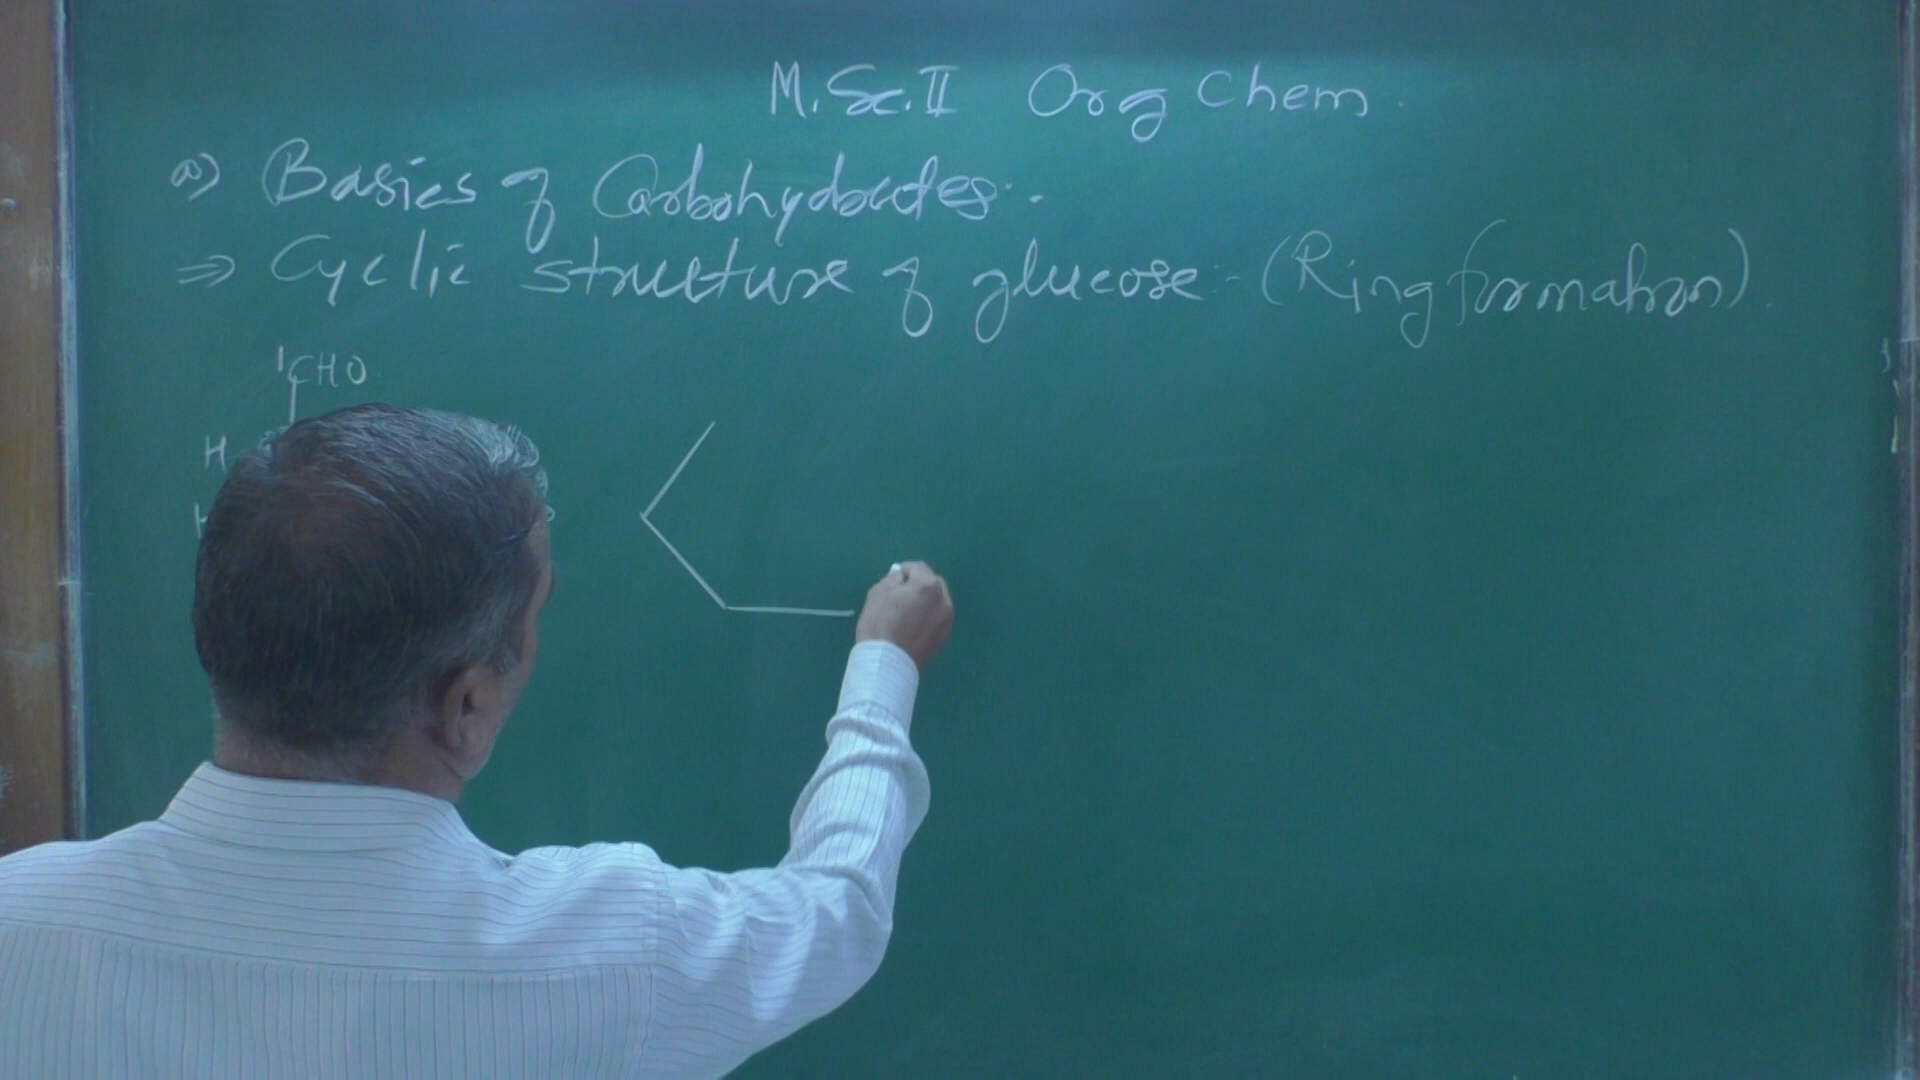 M.Sc.II Org Chem.
a) Basics of Carbohydrates:-
⇒ Cyclic structure of glucose:- (Ring formation).
1CHO
H